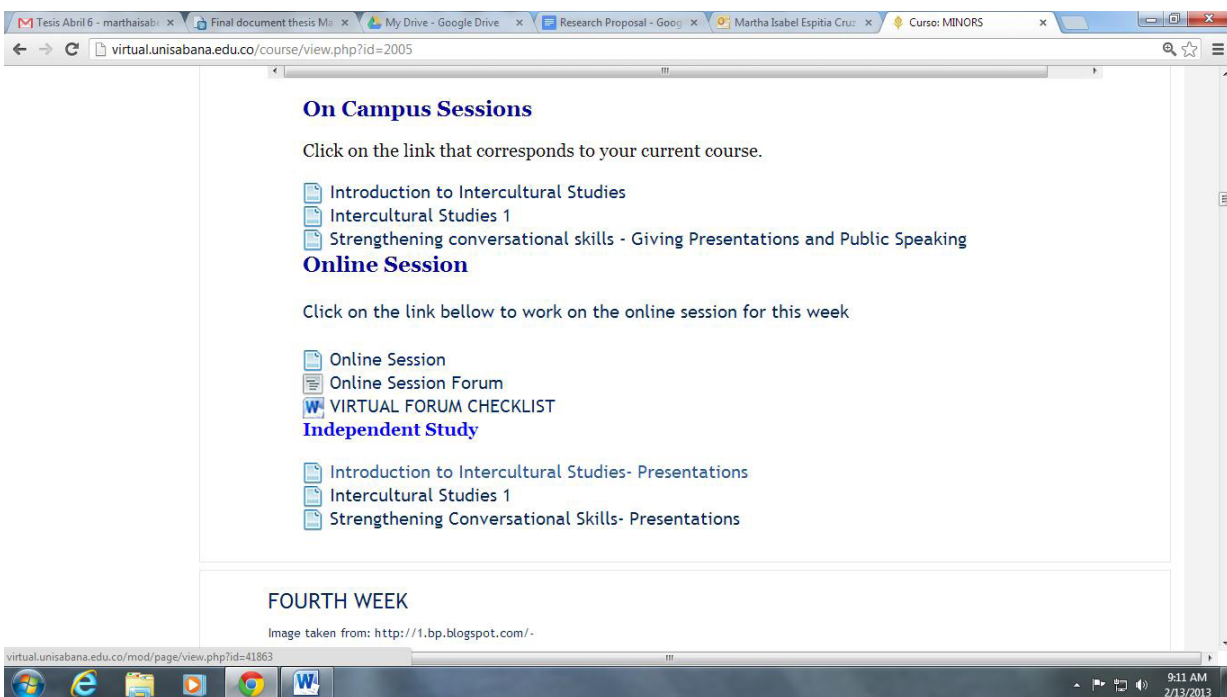 Tesis Abril 6 - marthaisab
Final document thesis Ma
My Drive - Google Drive
Research Proposal - Goog
Martha Isabel Espitia Cruz
Curso: MINORS
virtual.unisabana.edu.co/course/view.php?id=2005
On Campus Sessions
Click on the link that corresponds to your current course.
Introduction to Intercultural Studies
Intercultural Studies 1
Strengthening conversational skills - Giving Presentations and Public Speaking
Online Session
Click on the link bellow to work on the online session for this week
Online Session
Online Session Forum
VIRTUAL FORUM CHECKLIST
Independent Study
Introduction to Intercultural Studies- Presentations
Intercultural Studies 1
Strengthening Conversational Skills- Presentations
FOURTH WEEK
Image taken from: http://1.bp.blogspot.com/-
virtual.unisabana.edu.co/mod/page/view.php?id=41863
9:11 AM
2/13/2013